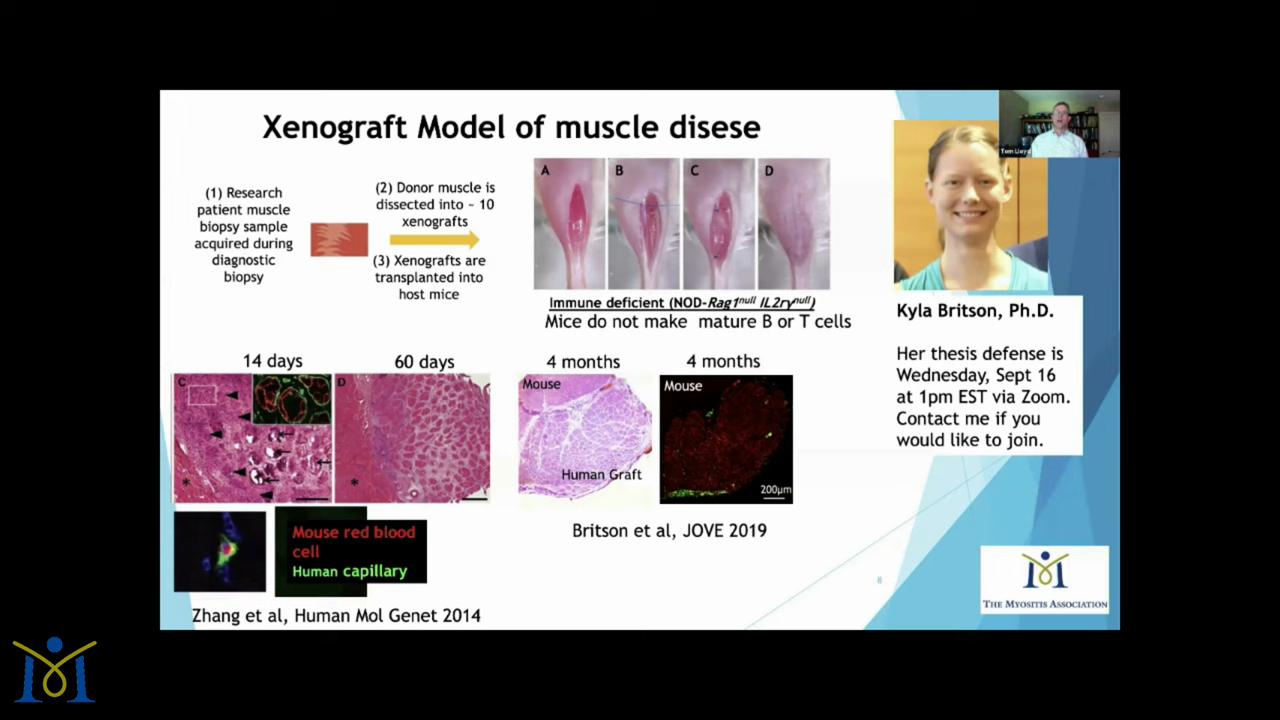 Xenograft Model of muscle disese
(1) Research
patient muscle
biopsy sample
acquired during
diagnostic
biopsy
(2) Donor muscle is
dissected into ~ 10
xenografts
(3) Xenografts are
transplanted into
host mice
A
B
C
D
Immune deficient (NOD-Rag1null IL2rγnull)
Mice do not make mature B or T cells
Tom Lloyd
Kyla Britson, Ph.D.
Her thesis defense is
Wednesday, Sept 16
at 1pm EST via Zoom.
Contact me if you
would like to join.
14 days
60 days
4 months
4 months
C
D
*
*
Mouse
Human Graft
Mouse
200μm
Mouse red blood
cell
Human capillary
Britson et al, JOVE 2019
Zhang et al, Human Mol Genet 2014
8
THE MYOSITIS ASSOCIATION